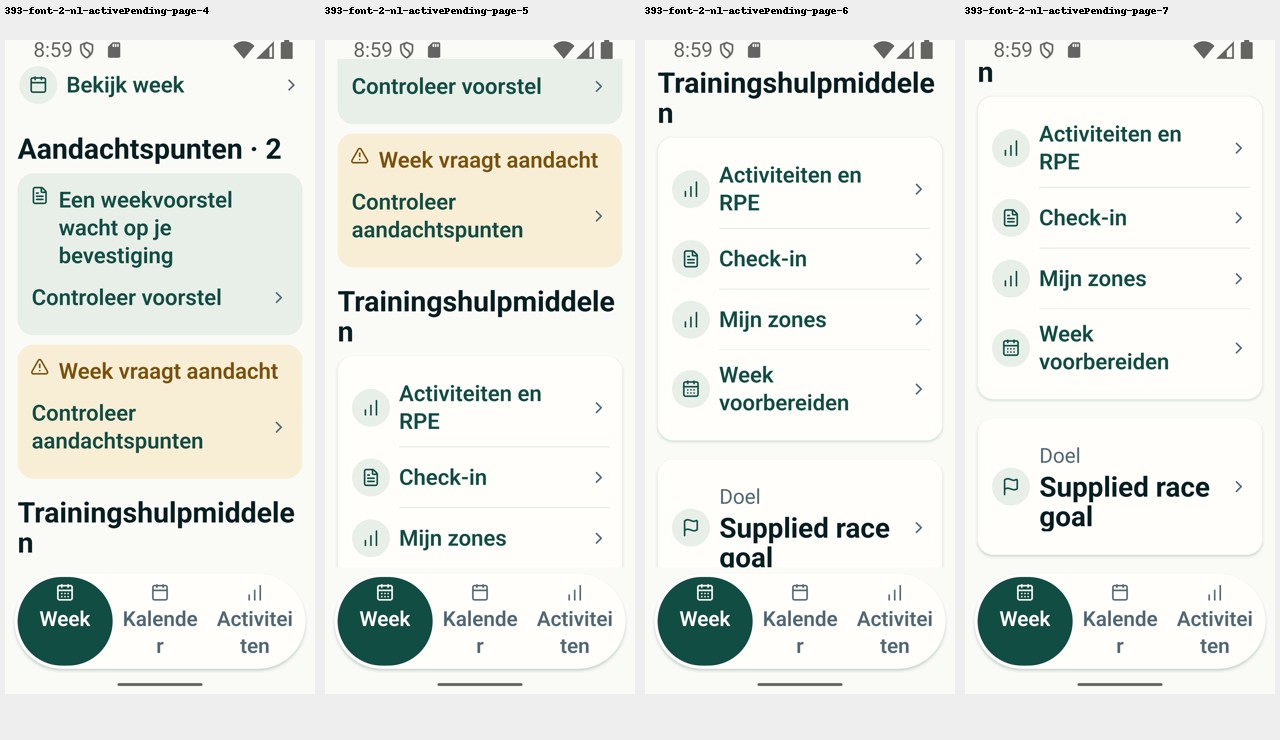 393-font-2-nl-activePending-page-4
8:59
Bekijk week
Aandachtspunten · 2
Een weekvoorstel
wacht op je
bevestiging
Controleer voorstel
Week vraagt aandacht
Controleer
aandachtspunten
Trainingshulpmiddele
n
Week
Kalende
r
Activitei
ten
393-font-2-nl-activePending-page-5
8:59
Controleer voorstel
Week vraagt aandacht
Controleer
aandachtspunten
Trainingshulpmiddele
n
Activiteiten en
RPE
Check-in
Mijn zones
Week
Kalende
r
Activitei
ten
393-font-2-nl-activePending-page-6
8:59
Trainingshulpmiddele
n
Activiteiten en
RPE
Check-in
Mijn zones
Week
voorbereiden
Doel
Supplied race
goal
Week
Kalende
r
Activitei
ten
393-font-2-nl-activePending-page-7
8:59
n
Activiteiten en
RPE
Check-in
Mijn zones
Week
voorbereiden
Doel
Supplied race
goal
Week
Kalende
r
Activitei
ten